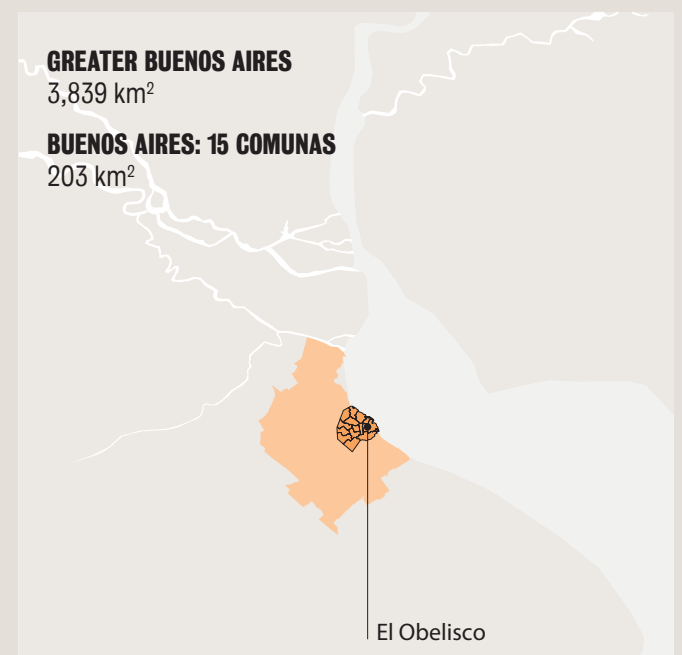 GREATER BUENOS AIRES
3,839 km²
BUENOS AIRES: 15 COMUNAS
203 km²
El Obelisco